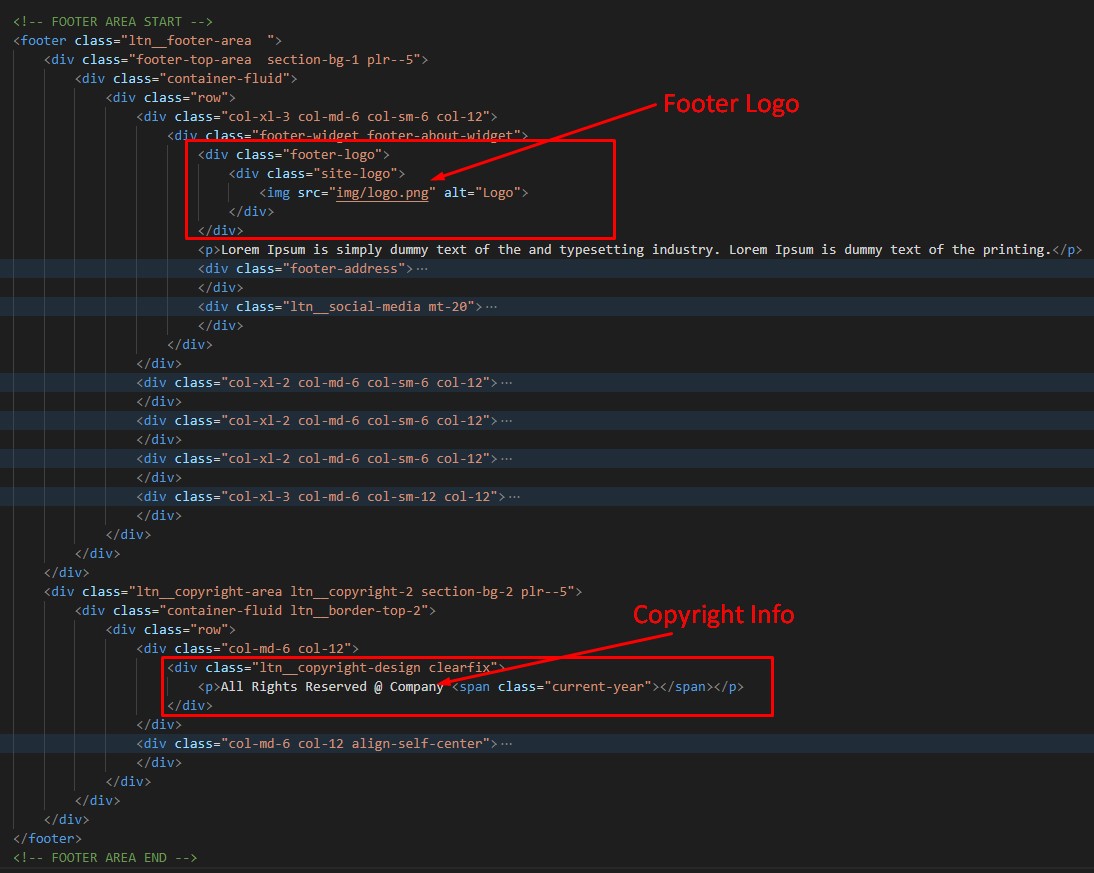 <!-- FOOTER AREA START -->
<footer class="ltn__footer-area  ">
<div class="footer-top-area  section-bg-1 plr--5">
<div class="container-fluid">
<div class="row">
Footer Logo
<div class="col-xl-3 col-md-6 col-sm-6 col-12">
<div class="footer-widget footer-about-widget">
<div class="footer-logo">
<div class="site-logo">
<img src="img/logo.png" alt="Logo">
</div>
</div>
<p>Lorem Ipsum is simply dummy text of the and typesetting industry. Lorem Ipsum is dummy text of the printing.</p>
<div class="footer-address">···
</div>
<div class="ltn__social-media mt-20">···
</div>
</div>
</div>
<div class="col-xl-2 col-md-6 col-sm-6 col-12">···
</div>
<div class="col-xl-2 col-md-6 col-sm-6 col-12">···
</div>
<div class="col-xl-2 col-md-6 col-sm-6 col-12">···
</div>
<div class="col-xl-3 col-md-6 col-sm-12 col-12">···
</div>
</div>
</div>
</div>
<div class="ltn__copyright-area ltn__copyright-2 section-bg-2 plr--5">
<div class="container-fluid ltn__border-top-2">
Copyright Info
<div class="row">
<div class="col-md-6 col-12">
<div class="ltn__copyright-design clearfix">
<p>All Rights Reserved @ Company <span class="current-year"></span></p>
</div>
</div>
<div class="col-md-6 col-12 align-self-center">···
</div>
</div>
</div>
</div>
</footer>
<!-- FOOTER AREA END -->